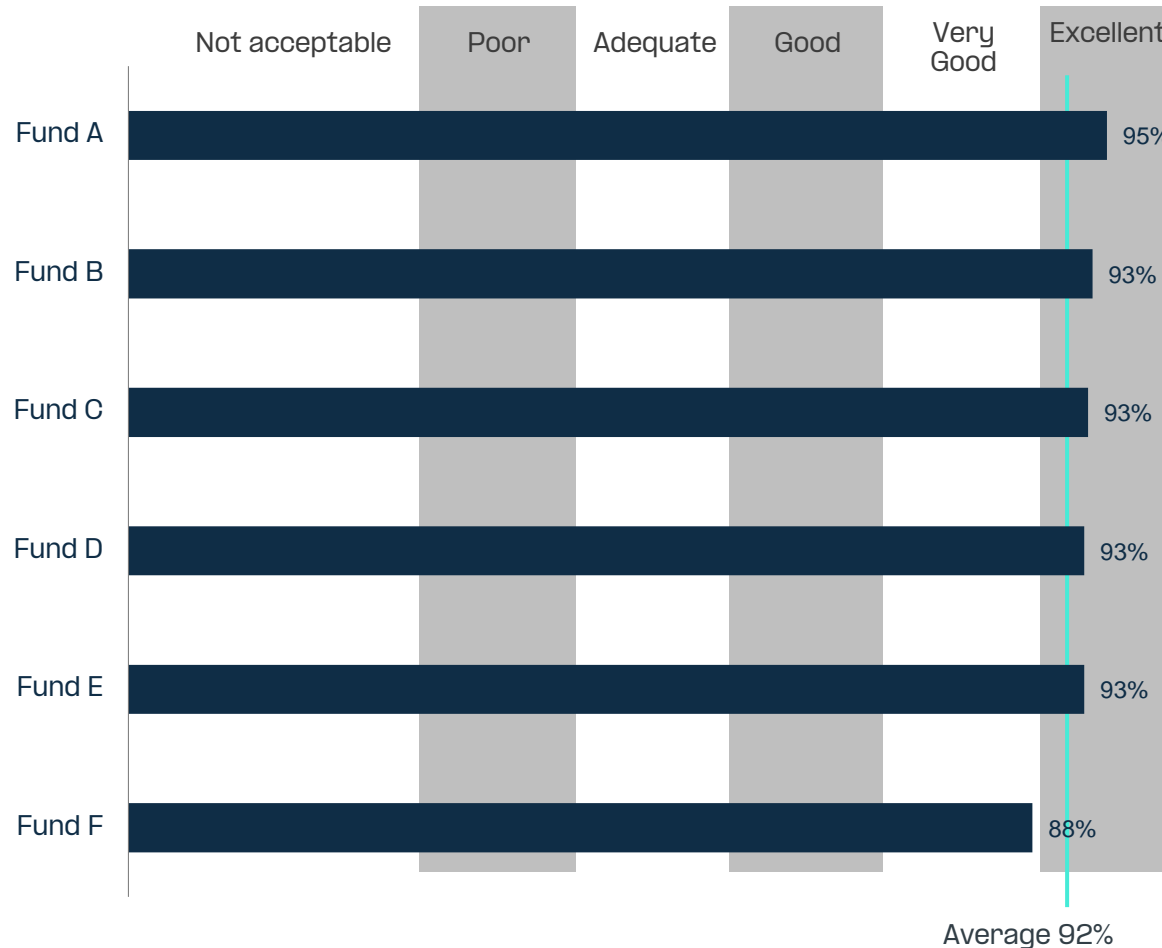 Not acceptable
Poor
Adequate
Good
Very
Good
Excellent
Fund A
95%
Fund B
93%
Fund C
93%
Fund D
93%
Fund E
93%
Fund F
88%
Average 92%